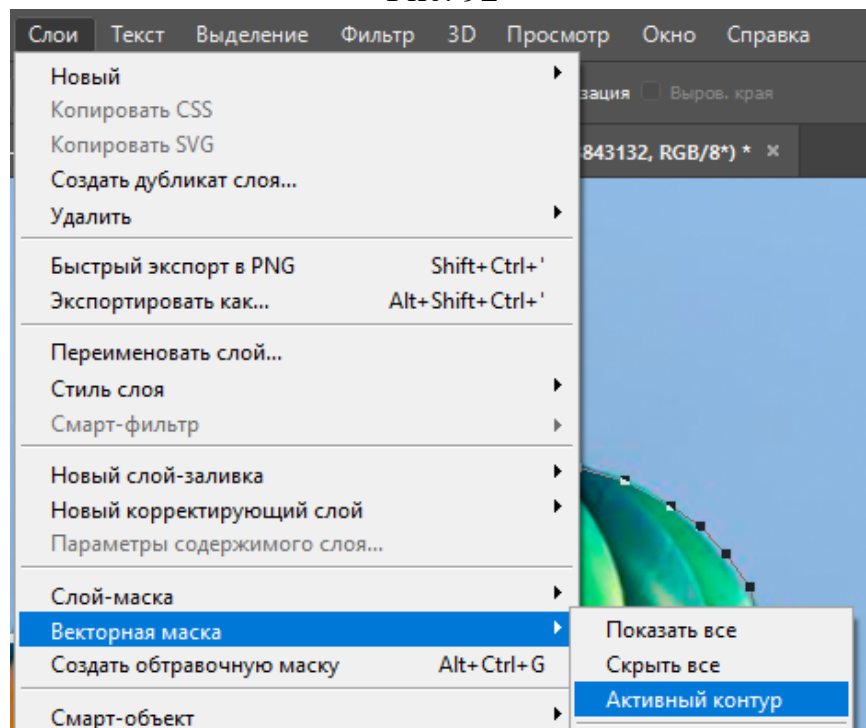 Слои Текст Выделение Фильтр 3D Просмотр Окно Справка
Новый
зация Выров. края
Копировать CSS
Копировать SVG
843132, RGB/8*) * ×
Создать дубликат слоя...
Удалить
Быстрый экспорт в PNG Shift+Ctrl+'
Экспортировать как... Alt+Shift+Ctrl+'
Переименовать слой...
Стиль слоя
Смарт-фильтр
Новый слой-заливка
Новый корректирующий слой
Параметры содержимого слоя...
Слой-маска
Векторная маска
Показать все
Создать обтравочную маску Alt+Ctrl+G
Скрыть все
Активный контур
Смарт-объект